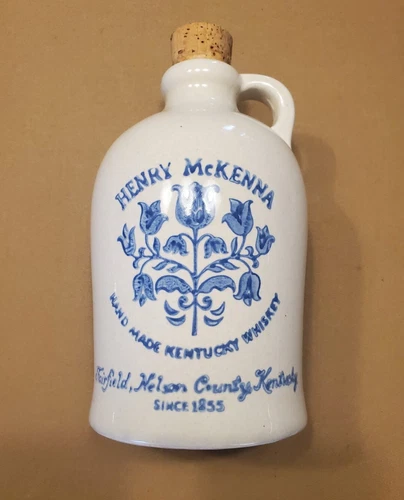 HENRY McKENNA
HAND MADE KENTUCKY WHISKEY
Fairfield, Nelson County, Kentucky
SINCE 1855